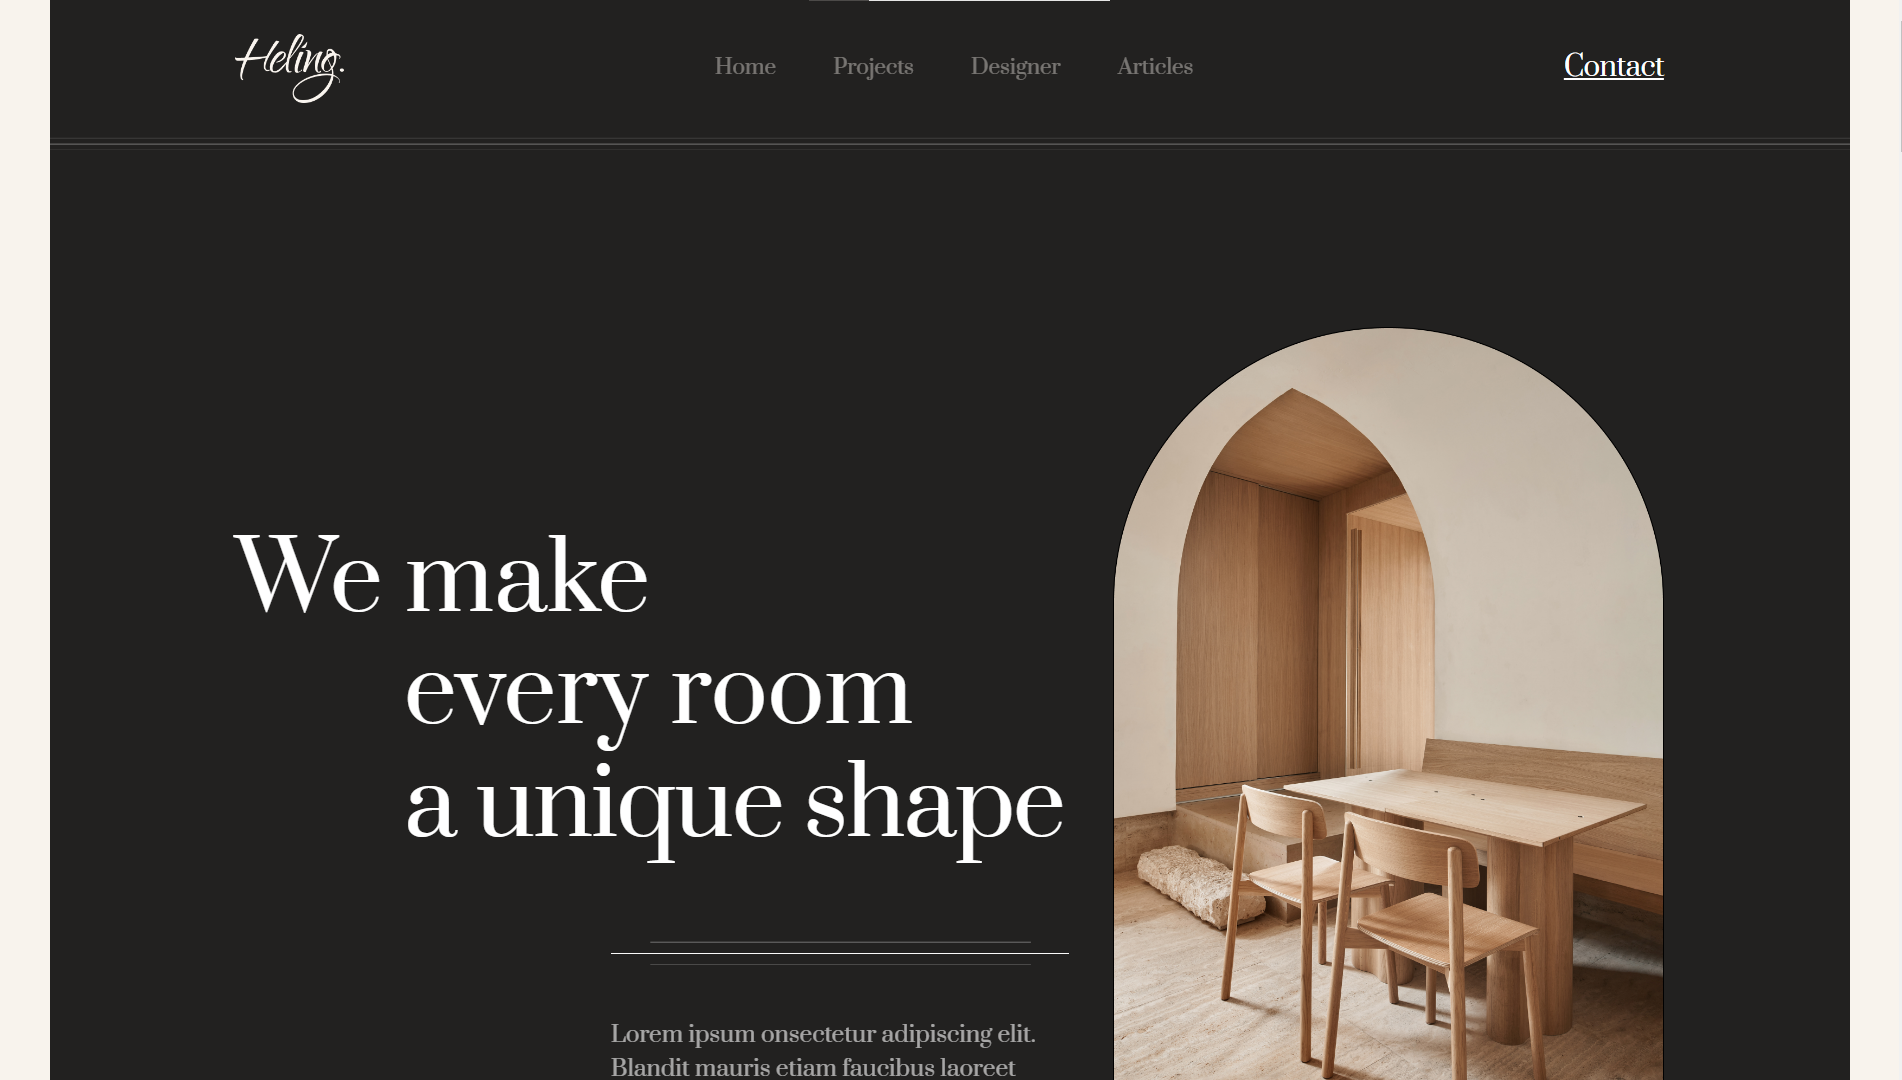 Heling.
Home Projects Designer Articles
Contact
We make
every room
a unique shape
Lorem ipsum onsectetur adipiscing elit.
Blandit mauris etiam faucibus laoreet